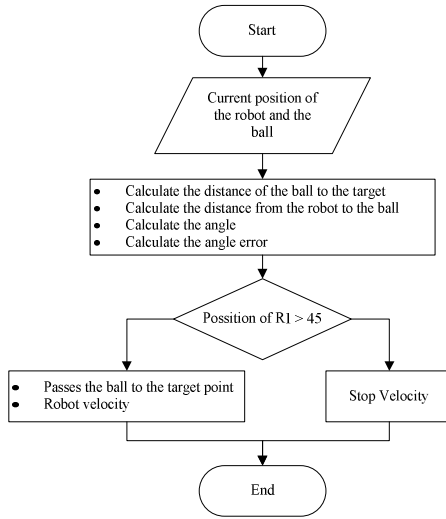 Start
Current position of
the robot and the
ball
• Calculate the distance of the ball to the target
• Calculate the distance from the robot to the ball
• Calculate the angle
• Calculate the angle error
Possition of R1 > 45
• Passes the ball to the target point
• Robot velocity
Stop Velocity
End